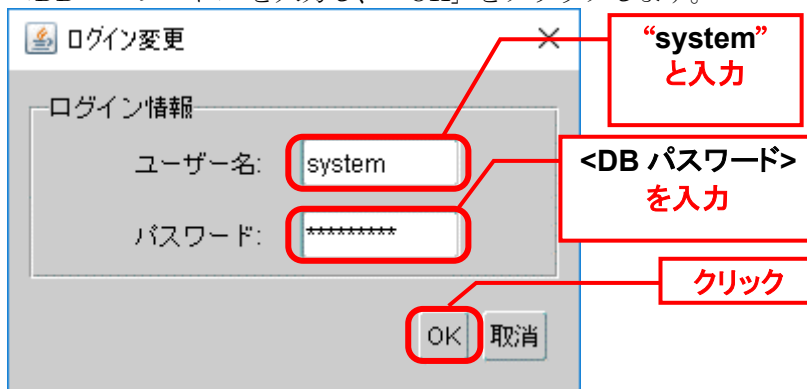 ログイン変更
"system"
と入力
ログイン情報
ユーザー名: system
<DB パスワード>
を入力
パスワード: *********
クリック
OK 取消